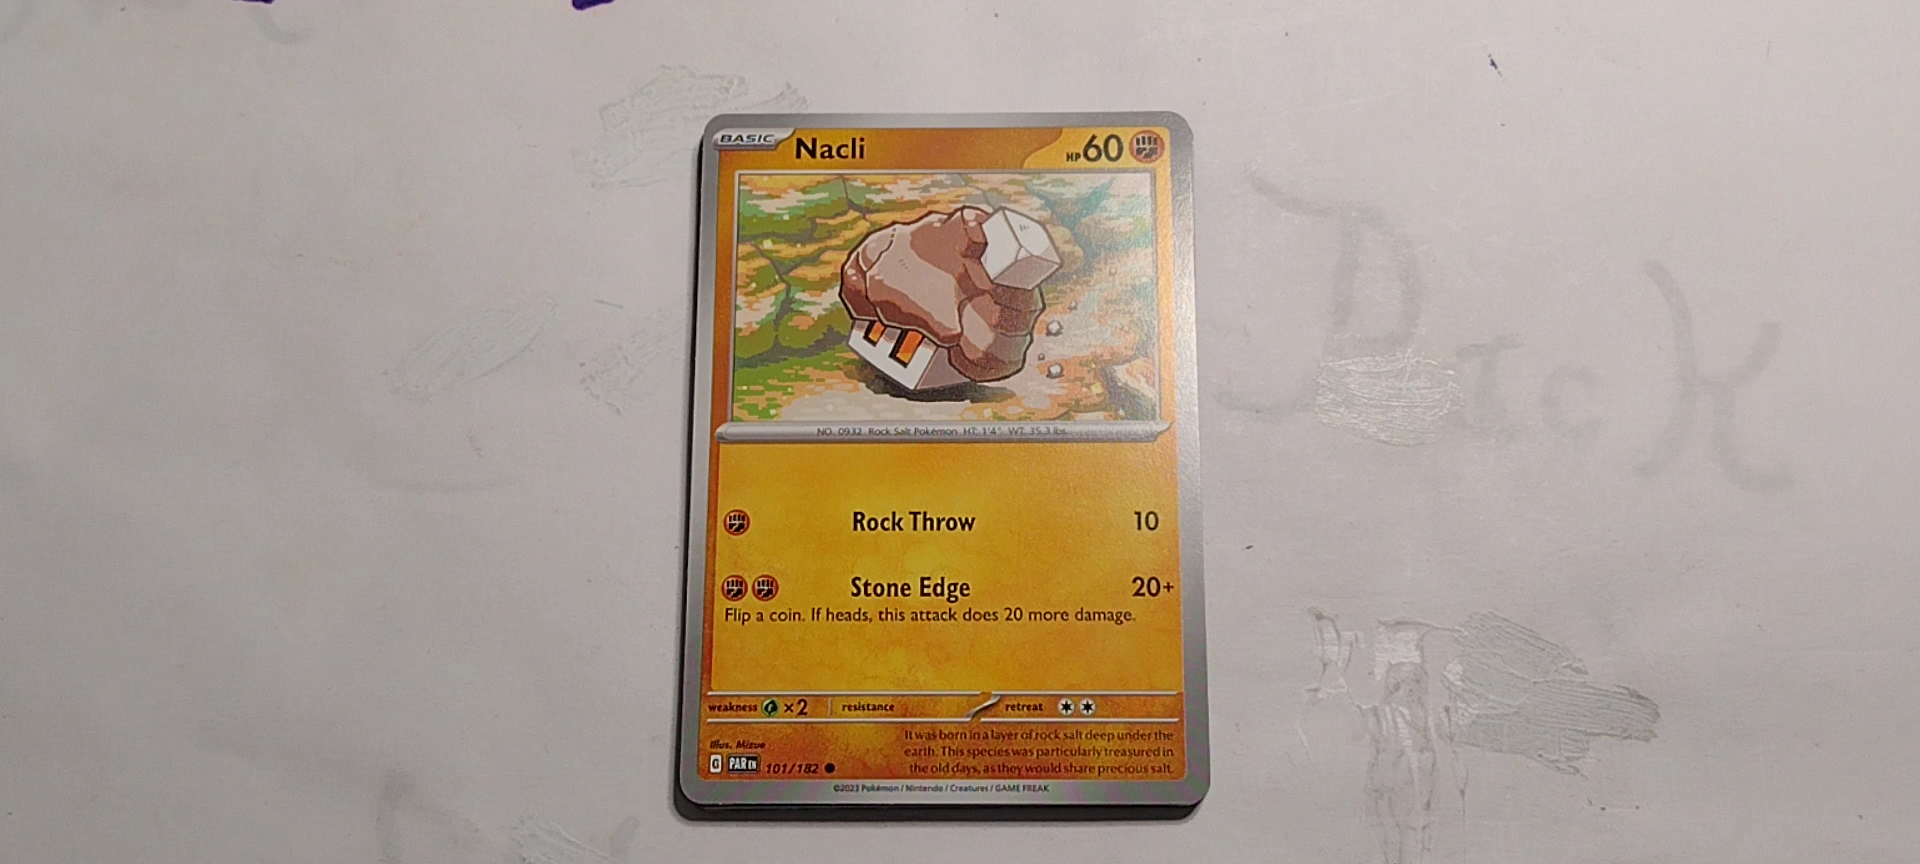 BASIC Nacli HP 60
NO. 0932 Rock Salt Pokémon HT: 1'4" WT: 35.3 lbs.
Rock Throw 10
Stone Edge 20+
Flip a coin. If heads, this attack does 20 more damage.
weakness ×2 resistance retreat
Illus. Mizue
It was born in a layer of rock salt deep under the
earth. This species was particularly treasured in
the old days, as they would share precious salt.
G PAR EN 101/182
©2023 Pokémon / Nintendo / Creatures / GAME FREAK